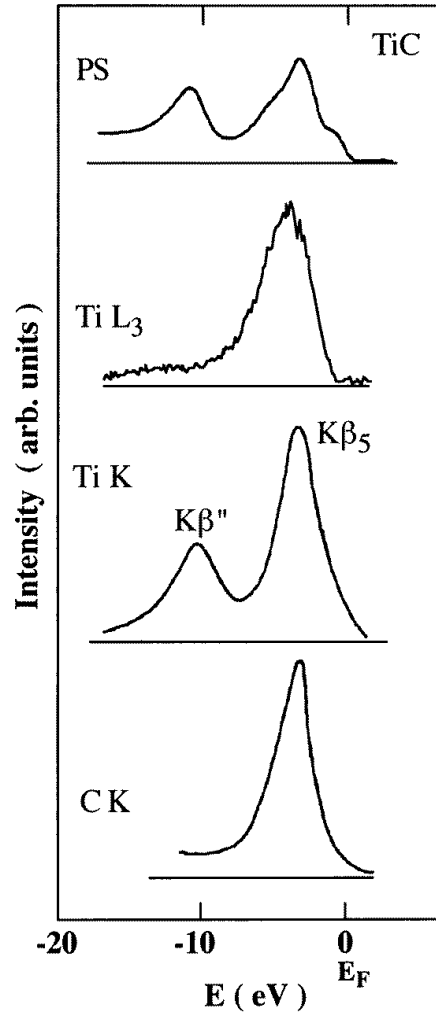 TiC
PS
Ti L3
Kβ5
Ti K
Kβ"
C K
Intensity ( arb. units )
-20 -10 0
EF
E ( eV )